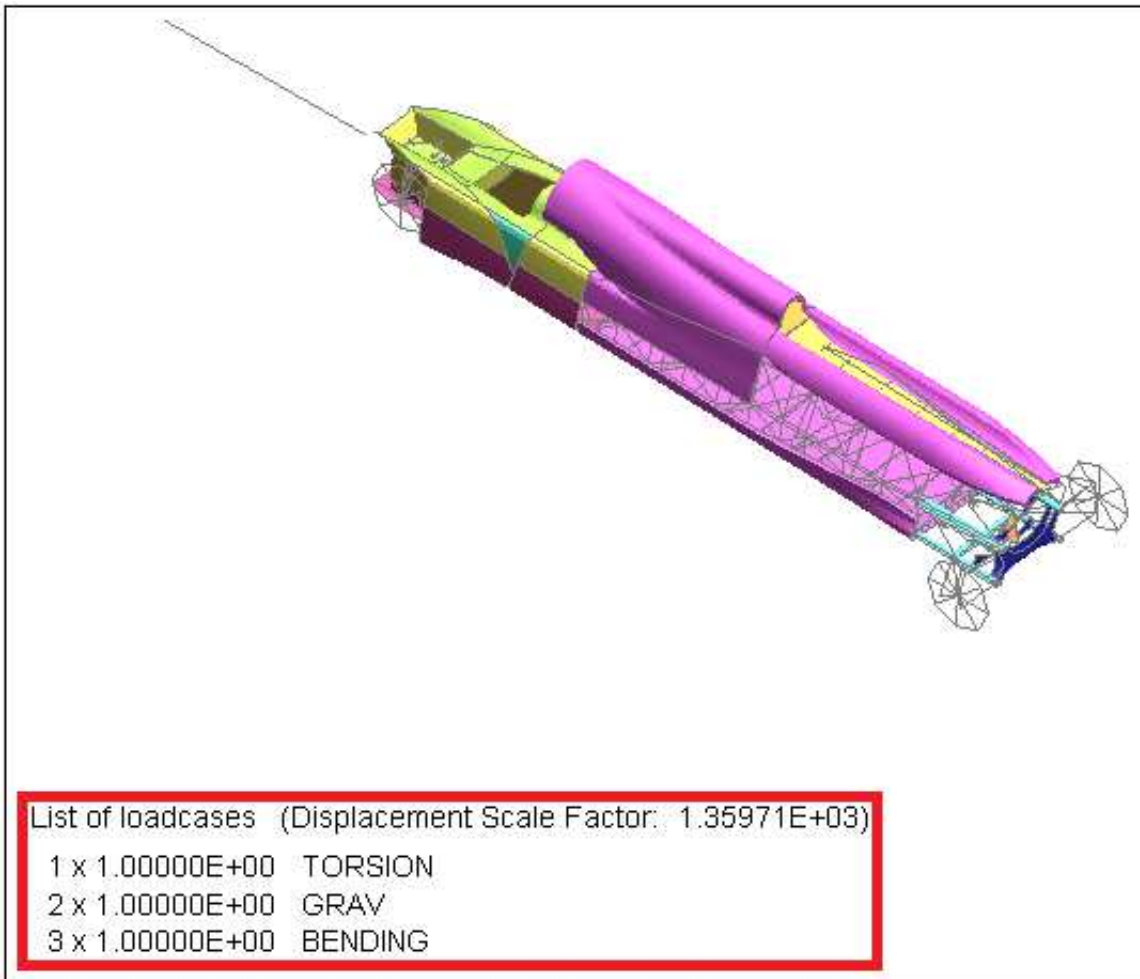 List of loadcases (Displacement Scale Factor: 1.35971E+03)
1 x 1.00000E+00 TORSION
2 x 1.00000E+00 GRAV
3 x 1.00000E+00 BENDING